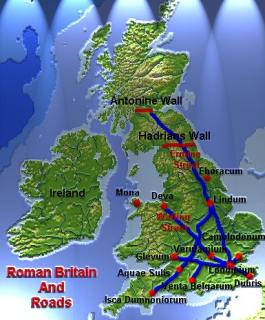 Antonine Wall
Hadrians Wall
Ermine
Street
Eboracum
Ireland
Mona
Deva
Lindum
Watling
Street
Camelodenum
Glevum
Verulamium
Londinium
Aquae Sulis
Dubris
Venta Belgarum
Isca Dumnoniorum
Roman Britain
And
Roads